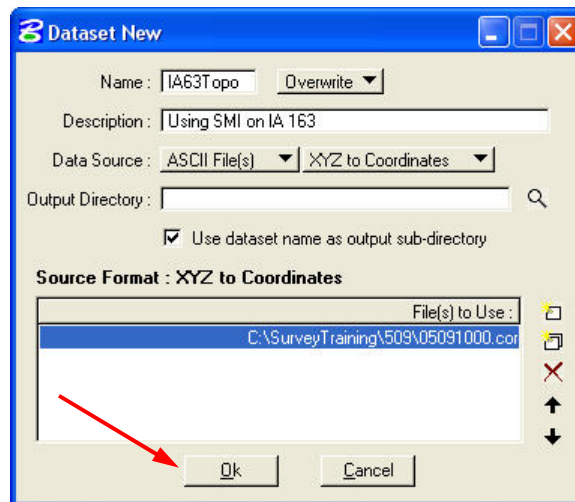 Dataset New
Name : IA63Topo Overwrite
Description : Using SMI on IA 163
Data Source : ASCII File(s) XYZ to Coordinates
Output Directory :
Use dataset name as output sub-directory
Source Format : XYZ to Coordinates
File(s) to Use :
C:\SurveyTraining\509\05091000.cor
Ok Cancel